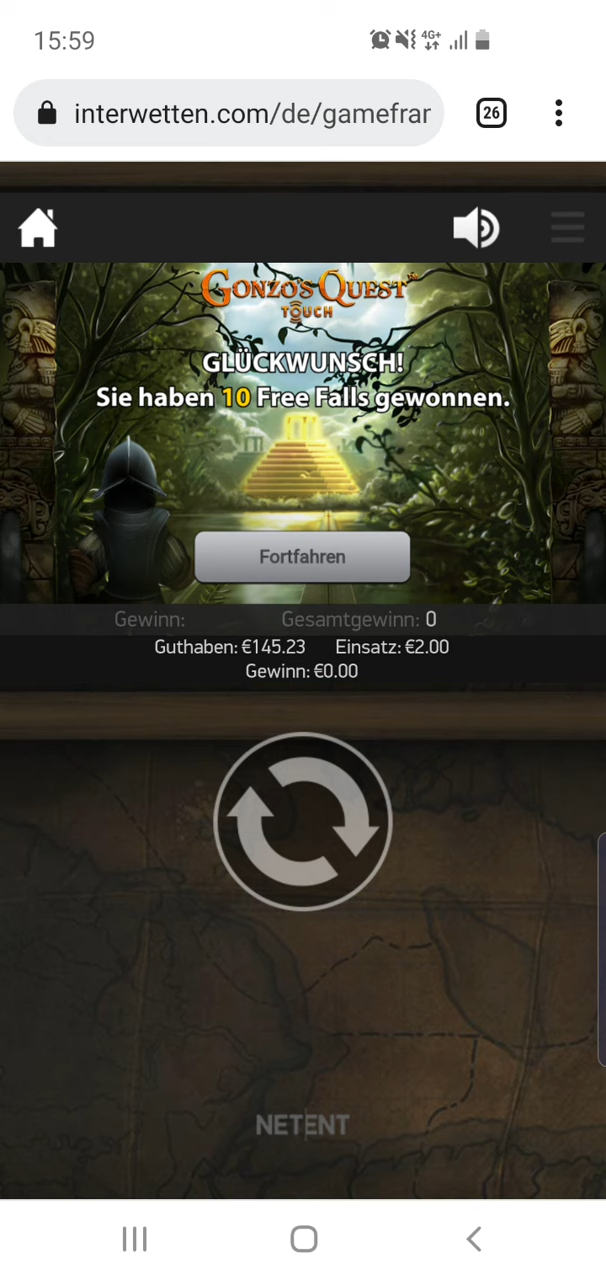 15:59
4G+
interwetten.com/de/gamefrar
26
GONZO'S QUEST™
TOUCH
GLÜCKWUNSCH!
Sie haben 10 Free Falls gewonnen.
Fortfahren
Gewinn: Gesamtgewinn: 0
Guthaben: €145.23 Einsatz: €2.00
Gewinn: €0.00
NETENT